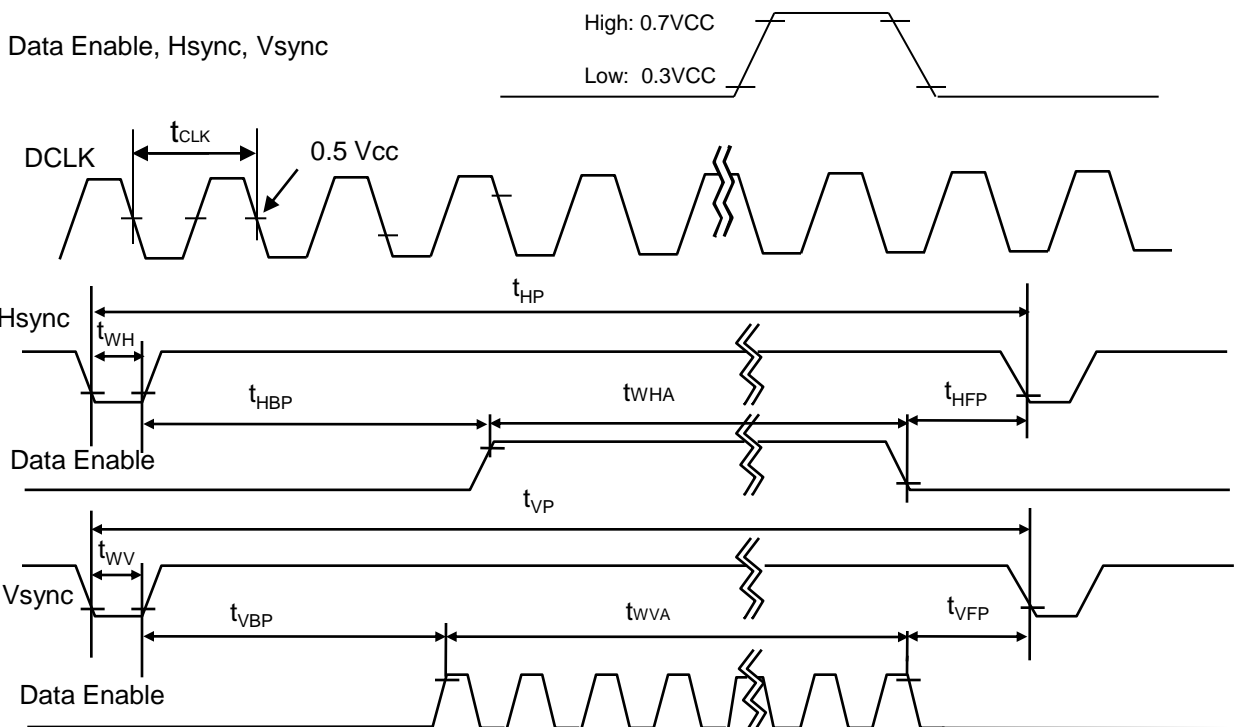 High: 0.7VCC
Data Enable, Hsync, Vsync
Low: 0.3VCC
tCLK
DCLK
0.5 Vcc
tHP
Hsync
tWH
tHBP
tWHA
tHFP
Data Enable
tVP
tWV
Vsync
tVBP
tWVA
tVFP
Data Enable